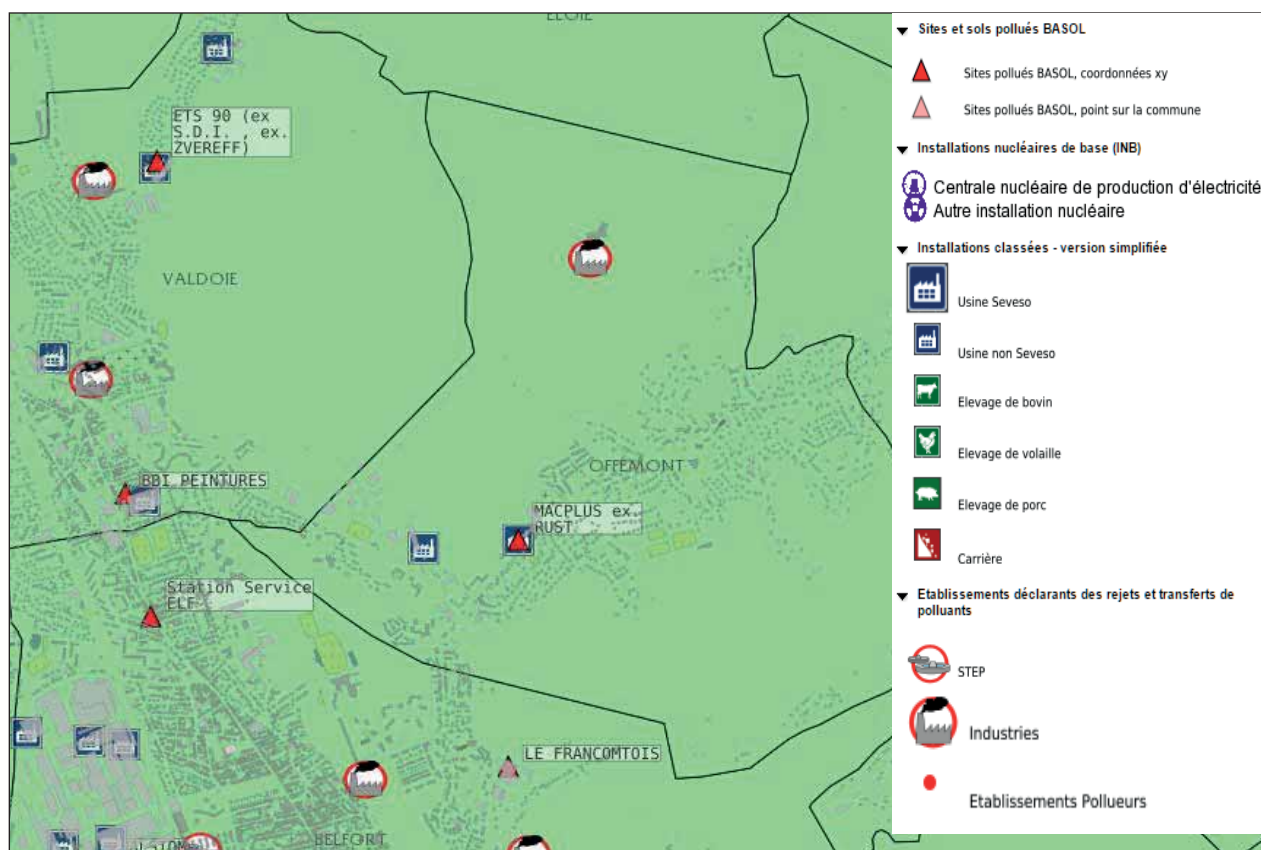 ELOIE
ETS 90 (ex
S.D.I. , ex.
ZVEREFF)
VALDOIE
OFFEMONT
BBI PEINTURES
MACPLUS ex.
RUST
Station Service
ELF
LE FRANCOMTOIS
BELFORT
Sites et sols pollués BASOL
Sites pollués BASOL, coordonnées xy
Sites pollués BASOL, point sur la commune
Installations nucléaires de base (INB)
Centrale nucléaire de production d'électricité
Autre installation nucléaire
Installations classées - version simplifiée
Usine Seveso
Usine non Seveso
Elevage de bovin
Elevage de volaille
Elevage de porc
Carrière
Etablissements déclarants des rejets et transferts de
polluants
STEP
Industries
Etablissements Pollueurs